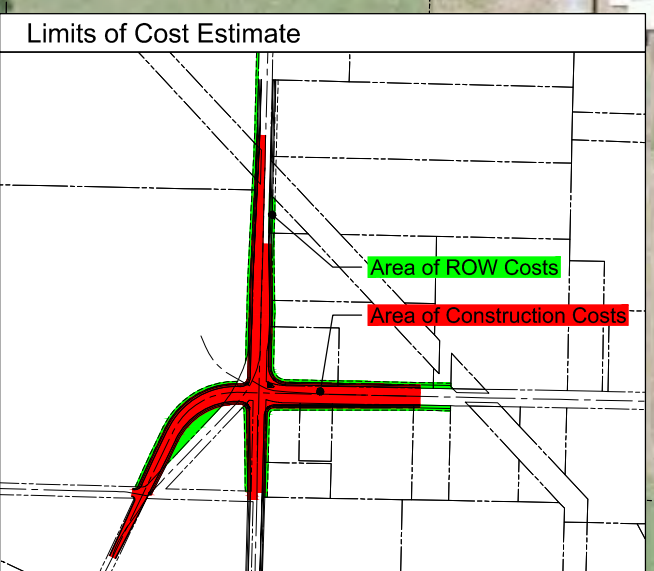 Limits of Cost Estimate
Area of ROW Costs
Area of Construction Costs